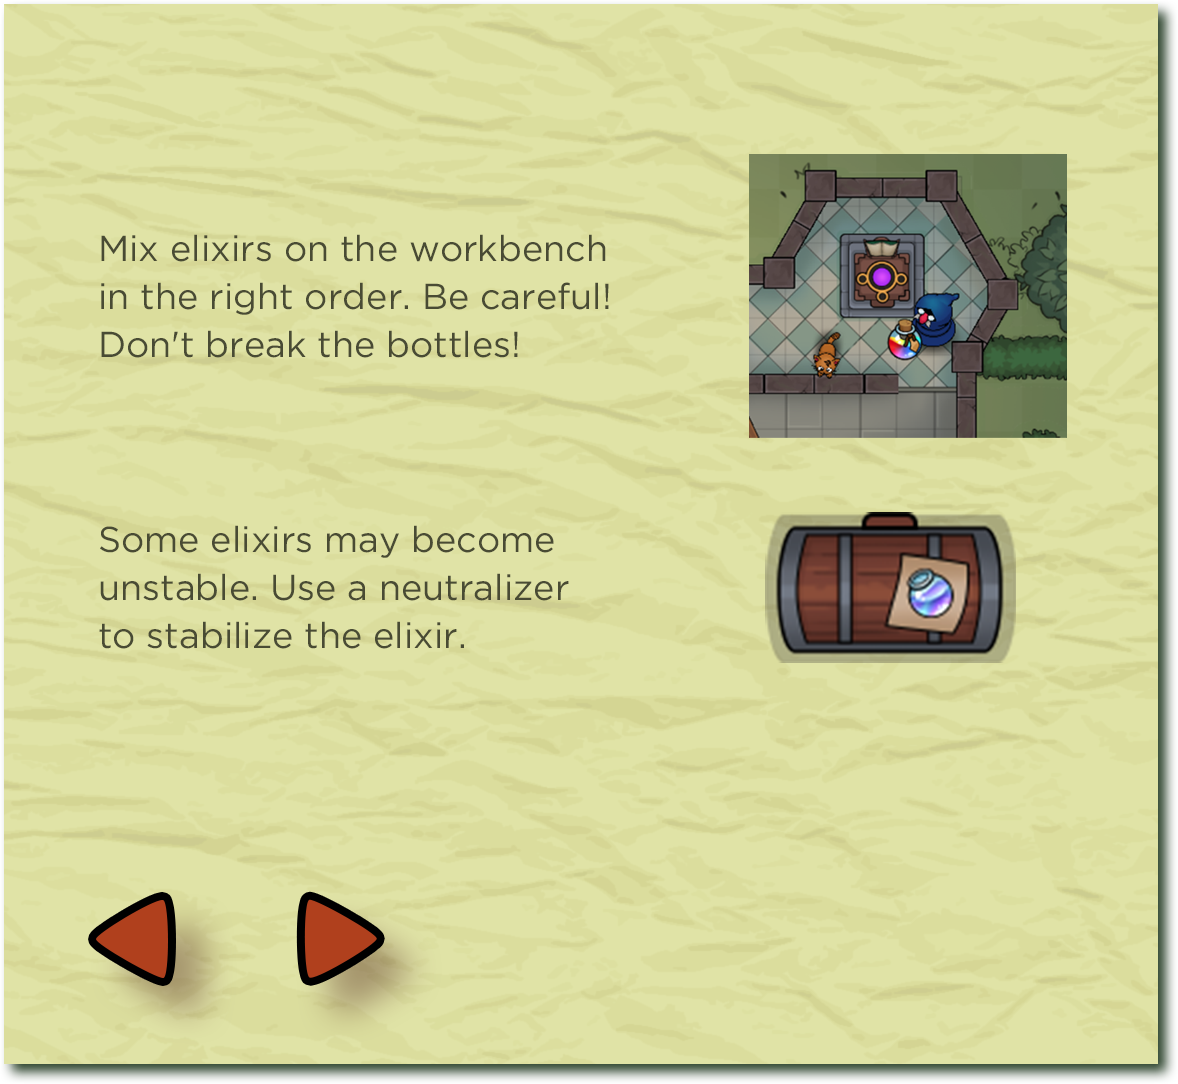 Mix elixirs on the workbench
in the right order. Be careful!
Don't break the bottles!
Some elixirs may become
unstable. Use a neutralizer
to stabilize the elixir.